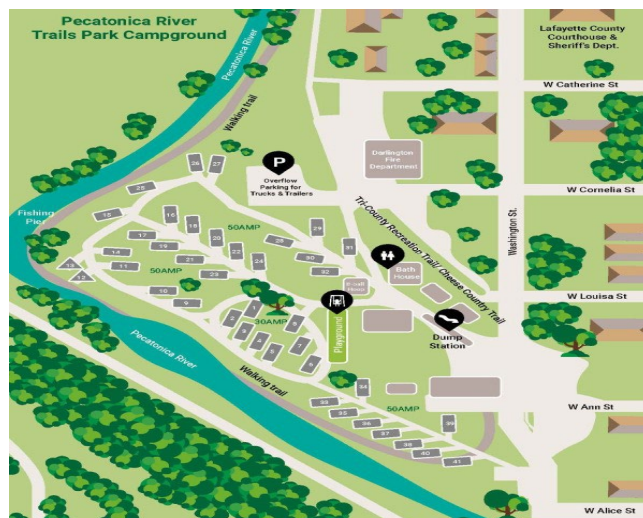 Pecatonica River
Trails Park Campground
Lafayette County
Courthouse &
Sheriff's Dept.
Pecatonica River
Walking trail
W Catherine St
P
Overflow
Parking for
Trucks & Trailers
Darlington
Fire
Department
W Cornelia St
Washington St.
Tri-County Recreation Trail/ Cheese Country Trail
Fishing
Pier
26
27
25
15
16
18
20
22
24
50AMP
29
31
17
19
21
23
28
30
32
14
11
13
12
50AMP
10
9
Bath
House
W Louisa St
1
2
3
4
5
6
7
8
30AMP
Playground
Dump
Station
Pecatonica River
Walking trail
34
33
35
36
37
38
40
41
39
50AMP
W Ann St
W Alice St